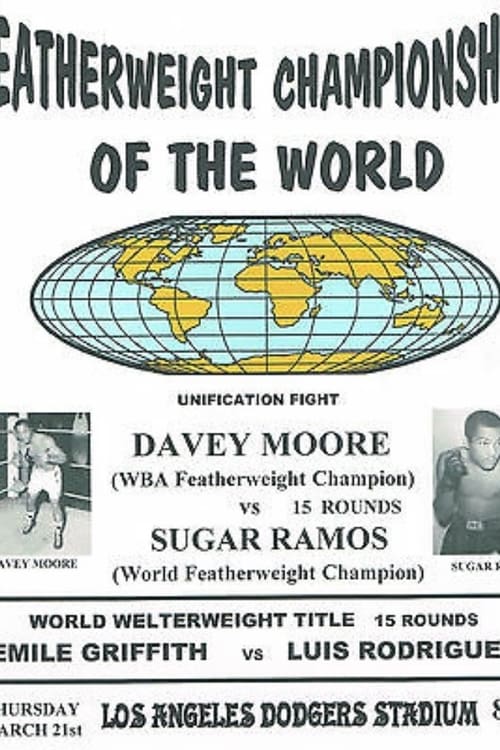 EATHERWEIGHT CHAMPIONSH
OF THE WORLD
UNIFICATION FIGHT
DAVEY MOORE
(WBA Featherweight Champion)
vs 15 ROUNDS
SUGAR RAMOS
(World Featherweight Champion)
AVEY MOORE
SUGAR R
WORLD WELTERWEIGHT TITLE 15 ROUNDS
EMILE GRIFFITH vs LUIS RODRIGUE
HURSDAY
ARCH 21st
LOS ANGELES DODGERS STADIUM